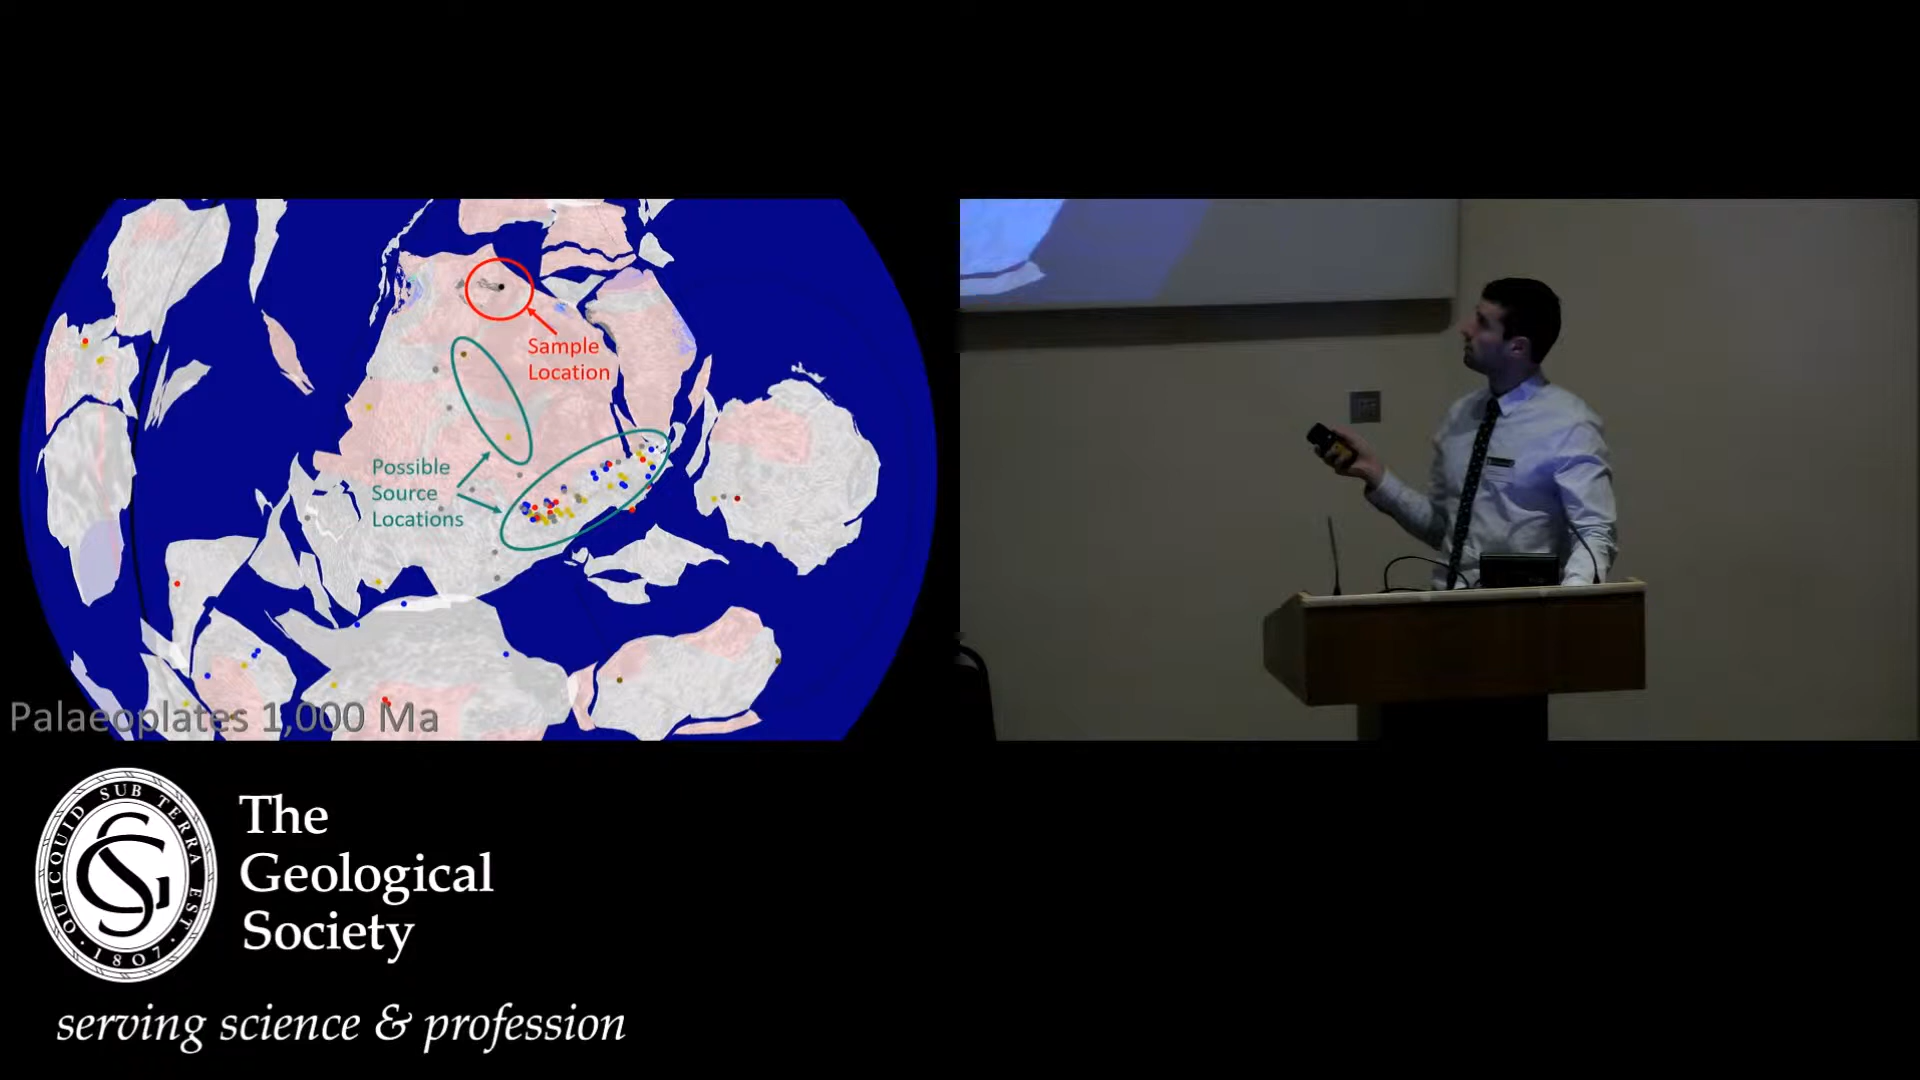 Sample
Location
Possible
Source
Locations
Palaeoplates 1,000 Ma
QUICQUID SUB TERRA EST
· 1807 ·
The
Geological
Society
serving science & profession